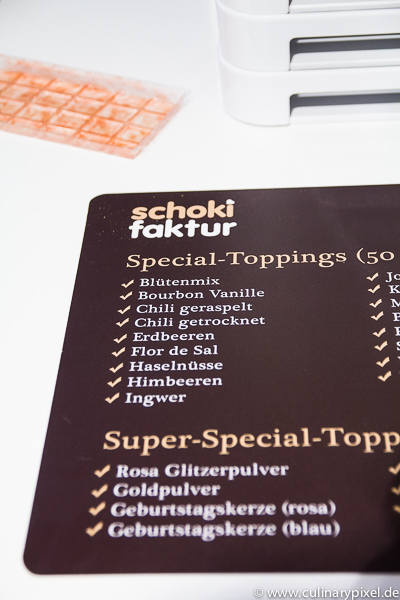 schoki
faktur
Special-Toppings (50
Blütenmix
Bourbon Vanille
Chili geraspelt
Chili getrocknet
Erdbeeren
Flor de Sal
Haselnüsse
Himbeeren
Ingwer
Super-Special-Topp
Rosa Glitzerpulver
Goldpulver
Geburtstagskerze (rosa)
Geburtstagskerze (blau)
© www.culinarypixel.de